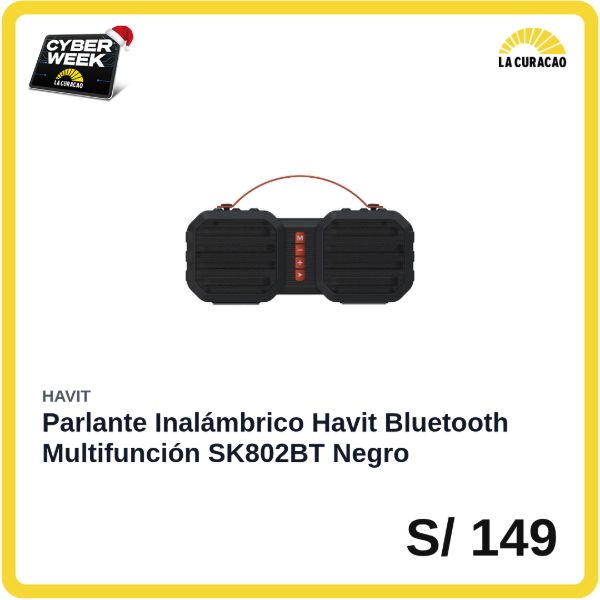 CYBER
WEEK
LA CURACAO
LA CURACAO
M
HAVIT
Parlante Inalámbrico Havit Bluetooth
Multifunción SK802BT Negro
S/ 149